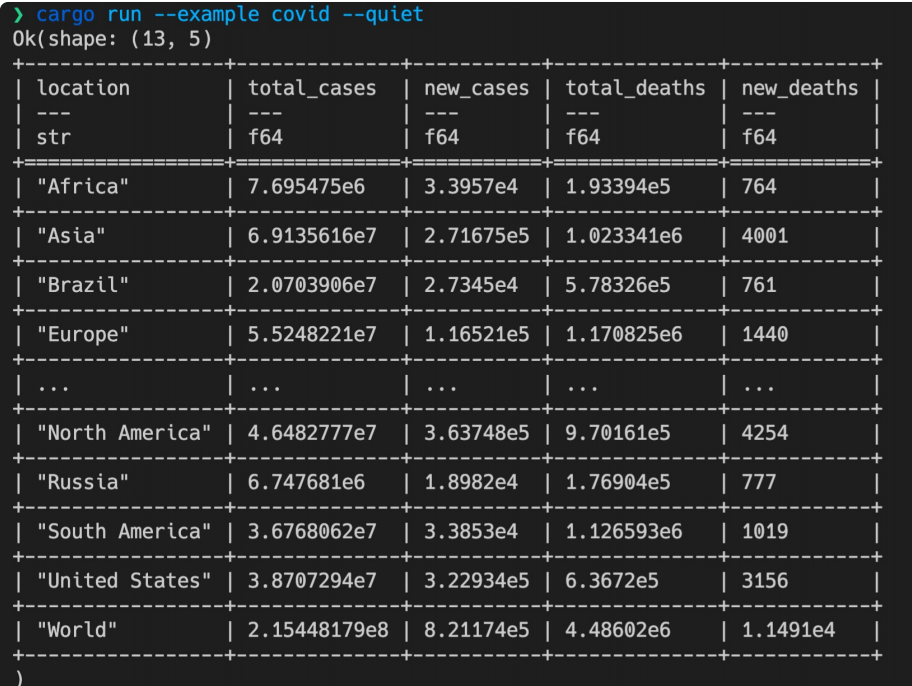 ❯ cargo run --example covid --quiet
Ok(shape: (13, 5)
+-----------------+--------------+-----------+--------------+------------+
| location        | total_cases  | new_cases | total_deaths | new_deaths |
| ---             | ---          | ---       | ---          | ---        |
| str             | f64          | f64       | f64          | f64        |
+=================+==============+===========+==============+============+
| "Africa"        | 7.695475e6   | 3.3957e4  | 1.93394e5    | 764        |
+-----------------+--------------+-----------+--------------+------------+
| "Asia"          | 6.9135616e7  | 2.71675e5 | 1.023341e6   | 4001       |
+-----------------+--------------+-----------+--------------+------------+
| "Brazil"        | 2.0703906e7  | 2.7345e4  | 5.78326e5    | 761        |
+-----------------+--------------+-----------+--------------+------------+
| "Europe"        | 5.5248221e7  | 1.16521e5 | 1.170825e6   | 1440       |
+-----------------+--------------+-----------+--------------+------------+
| ...             | ...          | ...       | ...          | ...        |
+-----------------+--------------+-----------+--------------+------------+
| "North America" | 4.6482777e7  | 3.63748e5 | 9.70161e5    | 4254       |
+-----------------+--------------+-----------+--------------+------------+
| "Russia"        | 6.747681e6   | 1.8982e4  | 1.76904e5    | 777        |
+-----------------+--------------+-----------+--------------+------------+
| "South America" | 3.6768062e7  | 3.3853e4  | 1.126593e6   | 1019       |
+-----------------+--------------+-----------+--------------+------------+
| "United States" | 3.8707294e7  | 3.22934e5 | 6.3672e5     | 3156       |
+-----------------+--------------+-----------+--------------+------------+
| "World"         | 2.15448179e8 | 8.21174e5 | 4.48602e6    | 1.1491e4   |
+-----------------+--------------+-----------+--------------+------------+
)